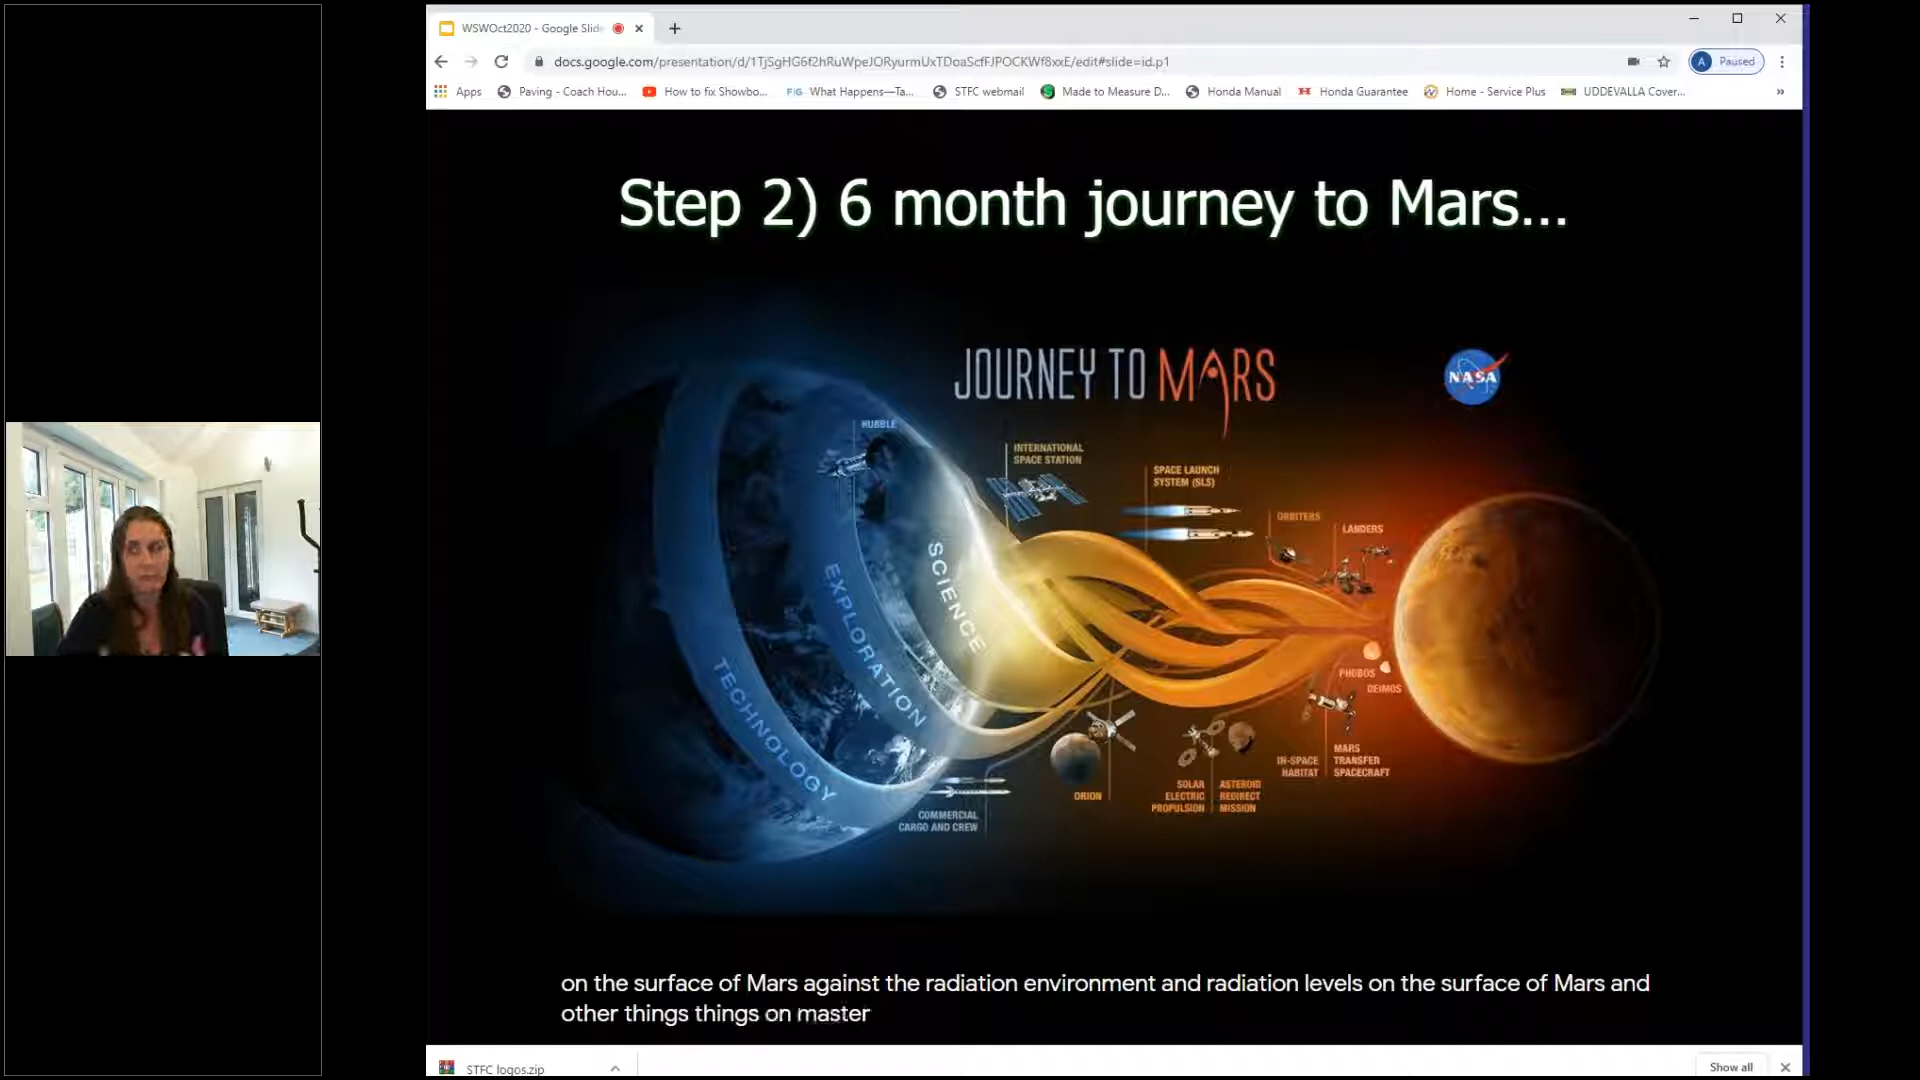 WSWOct2020 - Google Slid
docs.google.com/presentation/d/1TjSgHG6f2hRuWpeJORyurmUxTDoaScfFJPOCKWf8xxE/edit#slide=id.p1
A Paused
Apps Paving - Coach Hou... How to fix Showbo... FIG What Happens—Ta... STFC webmail Made to Measure D... Honda Manual Honda Guarantee Home - Service Plus UDDEVALLA Cover... »
Step 2) 6 month journey to Mars...
JOURNEY TO MARS
NASA
HUBBLE
INTERNATIONAL
SPACE STATION
SPACE LAUNCH
SYSTEM (SLS)
ORBITERS
LANDERS
SCIENCE
EXPLORATION
TECHNOLOGY
PHOBOS
DEIMOS
COMMERCIAL
CARGO AND CREW
ORION
SOLAR
ELECTRIC
PROPULSION
ASTEROID
REDIRECT
MISSION
IN-SPACE
HABITAT
MARS
TRANSFER
SPACECRAFT
on the surface of Mars against the radiation environment and radiation levels on the surface of Mars and
other things things on master
STFC logos.zip
Show all